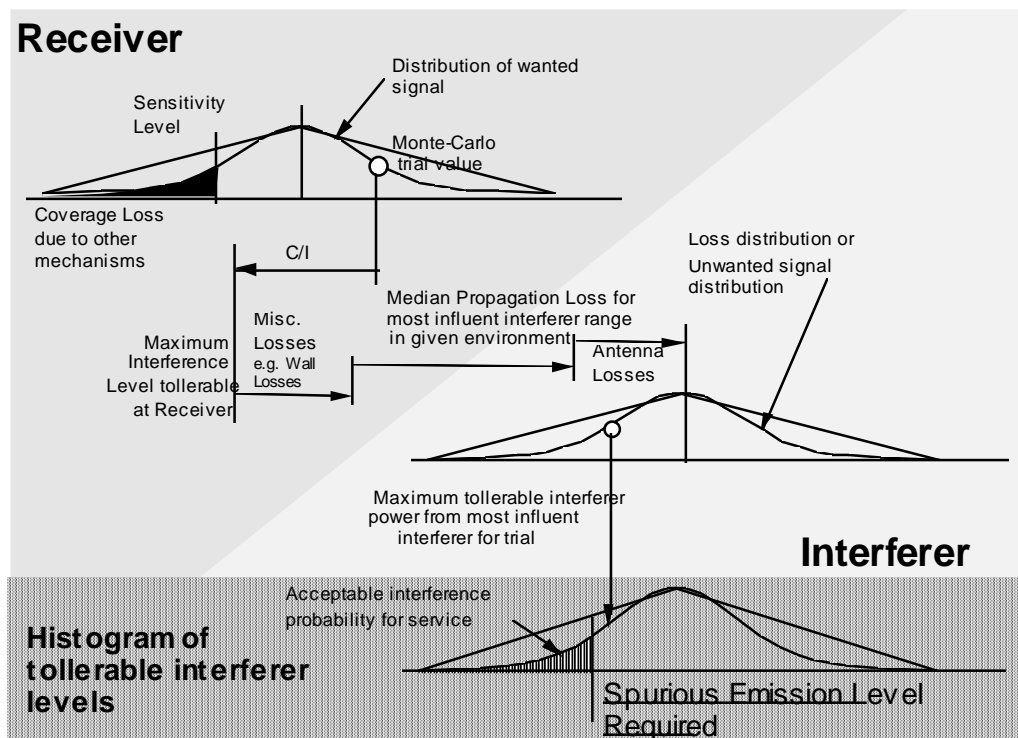 Receiver
Distribution of wanted
signal
Sensitivity
Level
Monte-Carlo
trial value
Coverage Loss
due to other
mechanisms
C/I
Loss distribution or
Unwanted signal
distribution
Median Propagation Loss for
most influent interferer range
in given environment
Misc.
Losses
e.g. Wall
Losses
Maximum
Interference
Level tollerable
at Receiver
Antenna
Losses
Maximum tollerable interferer
power from most influent
interferer for trial
Interferer
Acceptable interference
probability for service
Histogram of
tollerable interferer
levels
Spurious Emission Level
Required